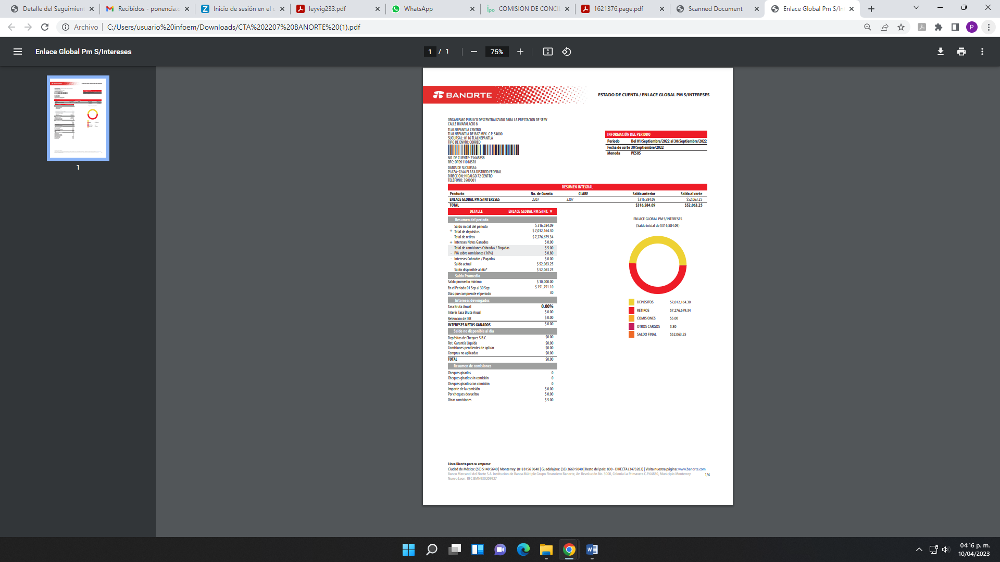 Detalle del Seguimient
Recibidos - ponencia.c
Inicio de sesión en el c
leyvig233.pdf
WhatsApp
COMISION DE CONCIL
1621376.page.pdf
Scanned Document
Enlace Global Pm S/In
Archivo
C:/Users/usuario%20infoem/Downloads/CTA%202207%20BANORTE%20(1).pdf
P
Enlace Global Pm S/Intereses
1 / 1
75%
1
BANORTE
ESTADO DE CUENTA / ENLACE GLOBAL PM S/INTERESES
ORGANISMO PUBLICO DESCENTRALIZADO PARA LA PRESTACION DE SERV
CALLE RIVAPALACIO 8
TLALNEPANTLA CENTRO
TLALNEPANTLA DE BAZ MEX. C.P. 54000
SUCURSAL: 0116 TLALNEPANTLA
TIPO DE ENVÍO: CORREO
NO. DE CLIENTE: 23645858
RFC: OPD911018SR1
DATOS DE SUCURSAL:
PLAZA: 9244 PLAZA DISTRITO FEDERAL
DIRECCIÓN: HIDALGO 72 CENTRO
TELÉFONO: 3909001
INFORMACIÓN DEL PERIODO
Periodo Del 01/Septiembre/2022 al 30/Septiembre/2022
Fecha de corte 30/Septiembre/2022
Moneda PESOS
RESUMEN INTEGRAL
Producto No. de Cuenta CLABE Saldo anterior Saldo al corte
ENLACE GLOBAL PM S/INTERESES 2207 2207 $316,584.09 $52,063.25
TOTAL $316,584.09 $52,063.25
DETALLE ENLACE GLOBAL PM S/INT. ▼
Resumen del periodo
Saldo inicial del periodo $ 316,584.09
+ Total de depósitos $ 7,012,164.30
- Total de retiros $ 7,276,679.34
+ Intereses Netos Ganados $ 0.00
- Total de comisiones Cobradas / Pagadas $ 5.00
- IVA sobre comisiones (16%) $ 0.80
- Intereses Cobrados / Pagados $ 0.00
Saldo actual $ 52,063.25
Saldo disponible al día* $ 52,063.25
Saldo Promedio
Saldo promedio mínimo $ 10,000.00
En el Periodo 01 Sep al 30 Sep: $ 151,791.10
Días que comprende el periodo 30
Intereses devengados
Tasa Bruta Anual 0.00%
Interés Tasa Bruta Anual $ 0.00
Retención de ISR $ 0.00
INTERESES NETOS GANADOS $ 0.00
Saldo no disponible al día
Depósitos de Cheques S.B.C. $0.00
Ret. Garantía Líquida $0.00
Comisiones pendientes de aplicar $0.00
Compras no aplicadas $0.00
TOTAL $0.00
Resumen de comisiones
Cheques girados 0
Cheques girados sin comisión 0
Cheques girados con comisión 0
Importe de la comisión $ 0.00
Por cheques devueltos $ 0.00
Otras comisiones $ 5.00
ENLACE GLOBAL PM S/INTERESES
(Saldo inicial de $316,584.09)
DEPÓSITOS $7,012,164.30
RETIROS $7,276,679.34
COMISIONES $5.00
OTROS CARGOS $.80
SALDO FINAL $52,063.25
Línea Directa para su empresa:
Ciudad de México: (55) 5140 5640 | Monterrey: (81) 8156 9640 | Guadalajara: (33) 3669 9040 | Resto del país: 800 - DIRECTA (3473282) | Visita nuestra página: www.banorte.com
Banco Mercantil del Norte S.A. Institución de Banca Múltiple Grupo Financiero Banorte, Av. Revolución No. 3000, Colonia La Primavera C.P.64830, Municipio Monterrey
Nuevo Leon. RFC BMN930209927
1/4
04:16 p. m.
10/04/2023